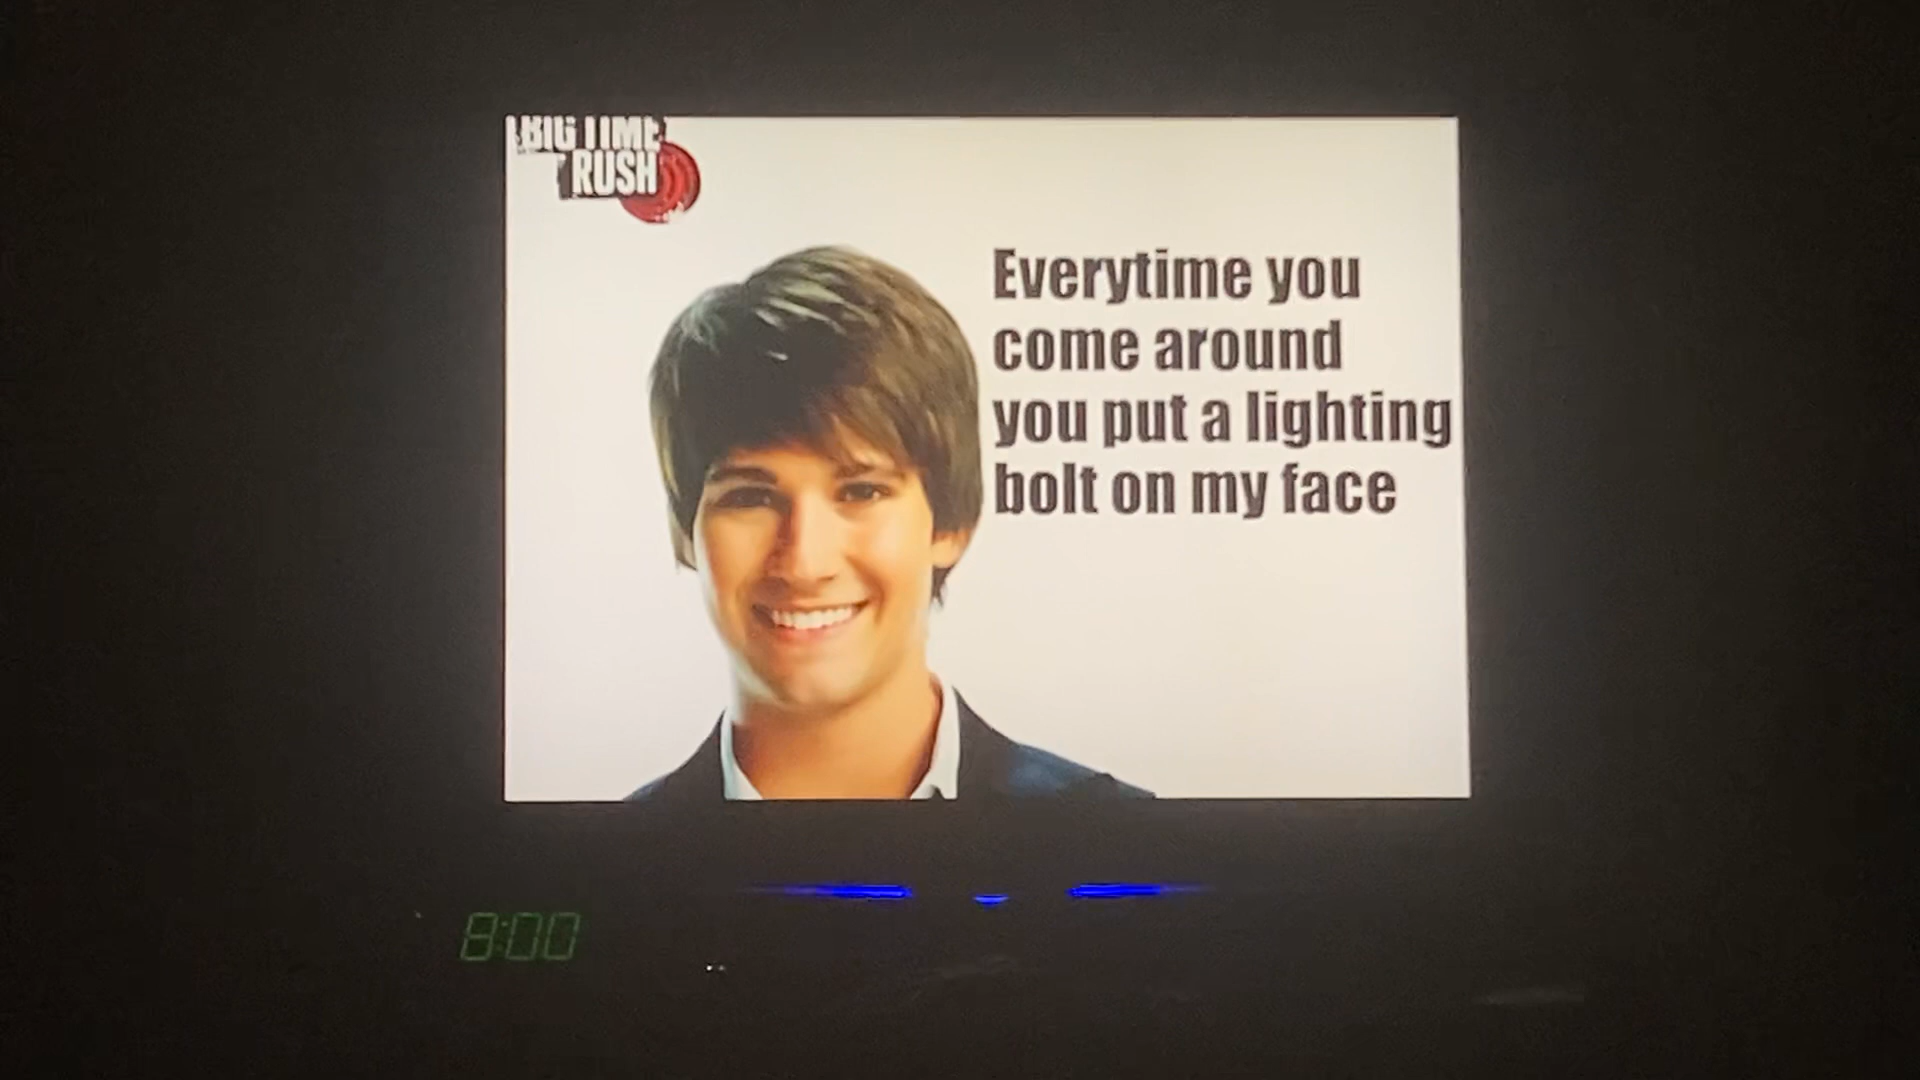 BIG TIME
RUSH
Everytime you
come around
you put a lighting
bolt on my face
8:00